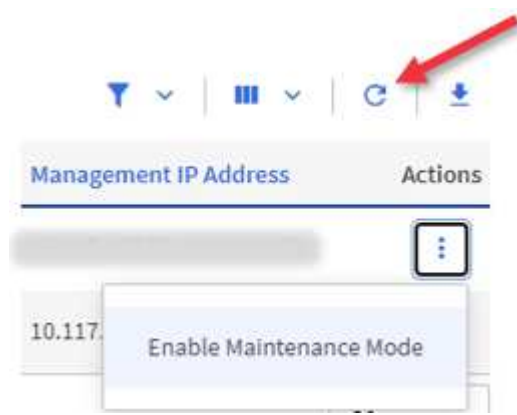 Management IP Address Actions
10.117.
Enable Maintenance Mode